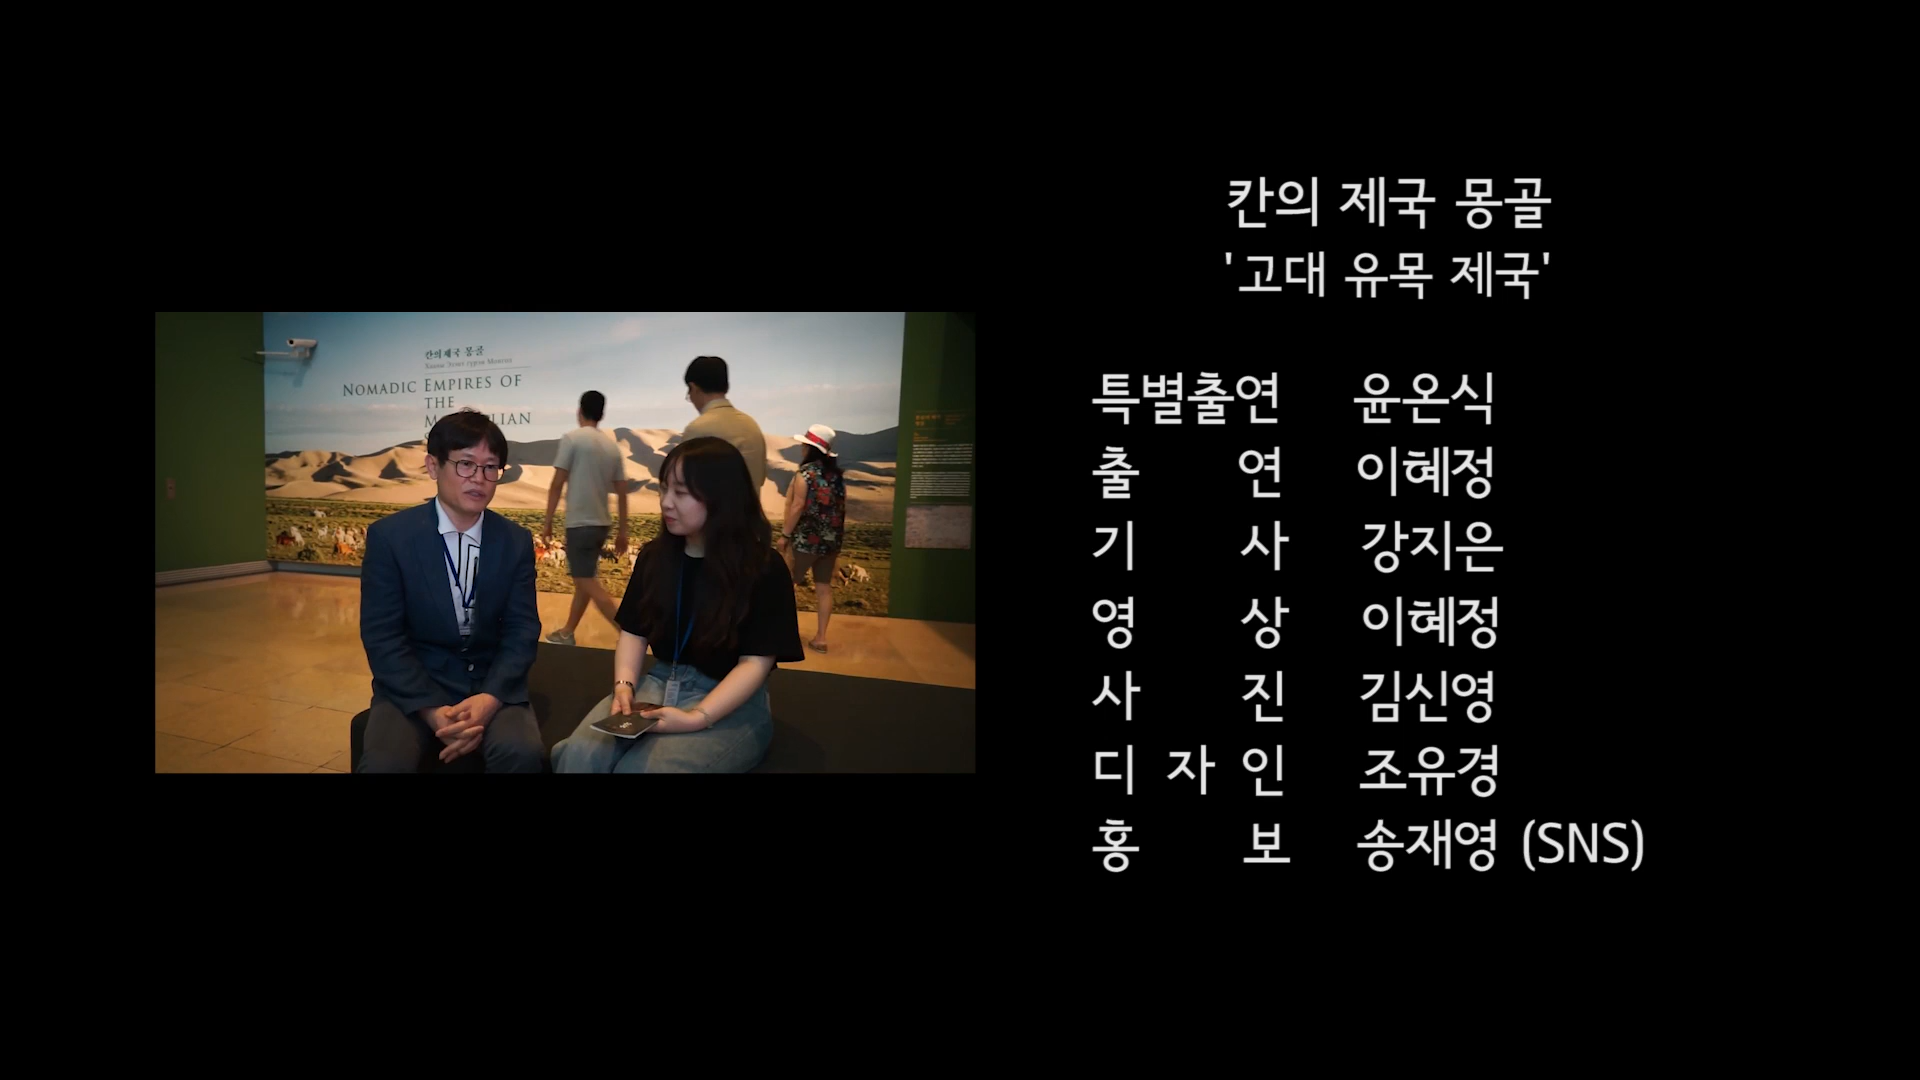 칸의 제국 몽골
'고대 유목 제국'
특별출연 윤온식
출 연 이혜정
기 사 강지은
영 상 이혜정
사 진 김신영
디 자 인 조유경
홍 보 송재영 (SNS)
칸의 제국 몽골
NOMADIC EMPIRES OF
THE